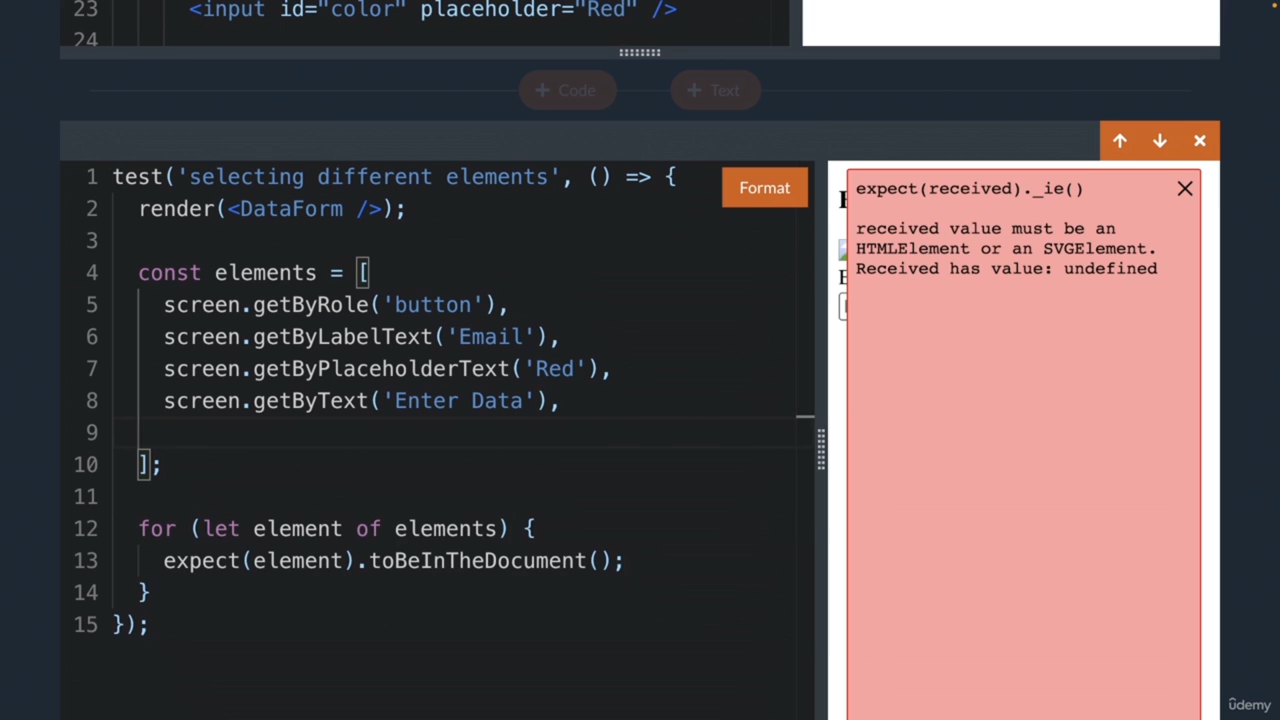 23 <input id="color" placeholder="Red" />
24
+ Code + Text
Format
1 test('selecting different elements', () => {
2 render(<DataForm />);
3
4 const elements = [
5 screen.getByRole('button'),
6 screen.getByLabelText('Email'),
7 screen.getByPlaceholderText('Red'),
8 screen.getByText('Enter Data'),
9
10 ];
11
12 for (let element of elements) {
13 expect(element).toBeInTheDocument();
14 }
15 });
expect(received)._ie()
received value must be an
HTMLElement or an SVGElement.
Received has value: undefined
E
ûdemy